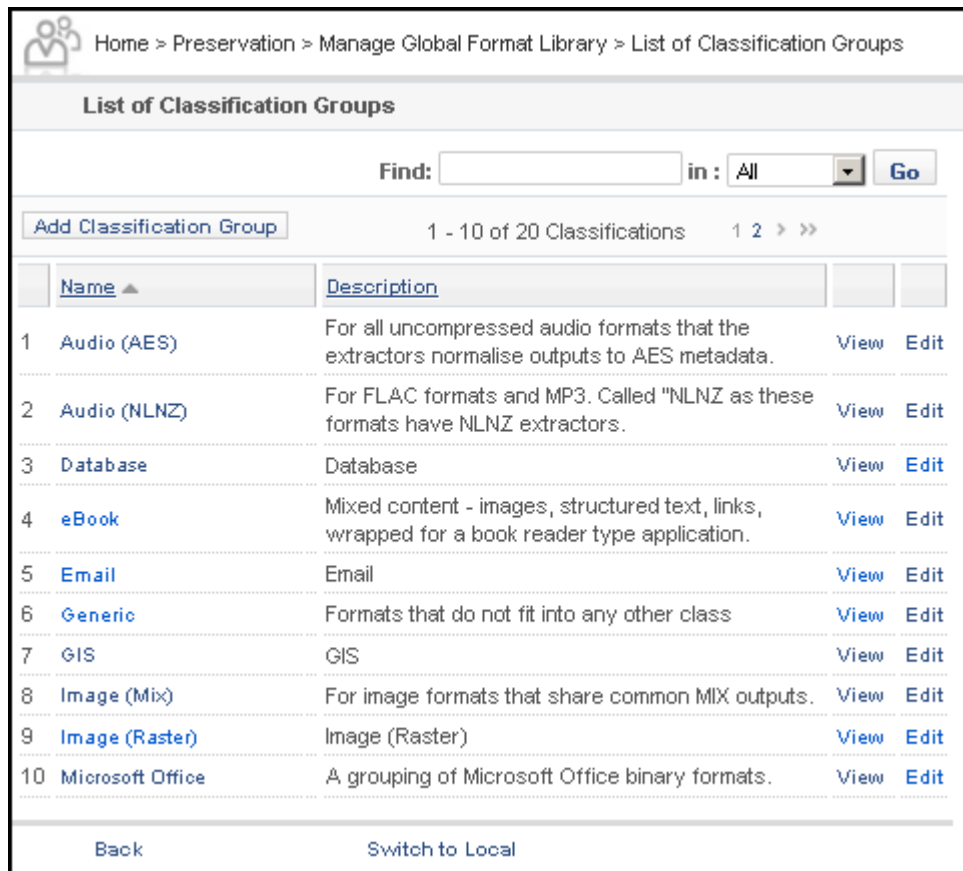 Home > Preservation > Manage Global Format Library > List of Classification Groups
List of Classification Groups
Find: in : All Go
Add Classification Group 1 - 10 of 20 Classifications 1 2 > >>
Name Description
1 Audio (AES) For all uncompressed audio formats that the extractors normalise outputs to AES metadata. View Edit
2 Audio (NLNZ) For FLAC formats and MP3. Called "NLNZ as these formats have NLNZ extractors. View Edit
3 Database Database View Edit
4 eBook Mixed content - images, structured text, links, wrapped for a book reader type application. View Edit
5 Email Email View Edit
6 Generic Formats that do not fit into any other class View Edit
7 GIS GIS View Edit
8 Image (Mix) For image formats that share common MIX outputs. View Edit
9 Image (Raster) Image (Raster) View Edit
10 Microsoft Office A grouping of Microsoft Office binary formats. View Edit
Back Switch to Local